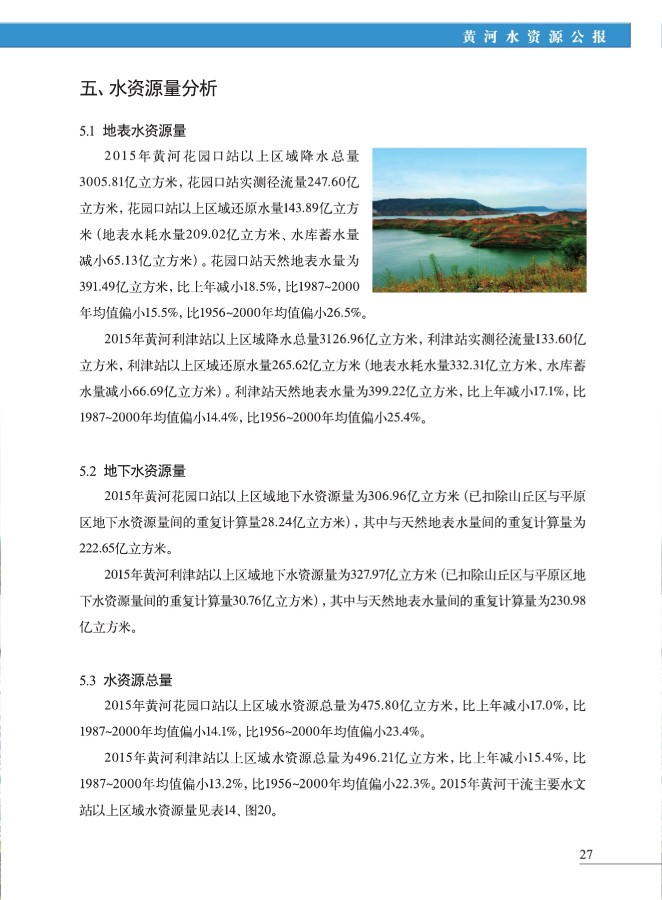 黄河水资源公报
五、水资源量分析
5.1 地表水资源量
2015年黄河花园口站以上区域降水总量
3005.81亿立方米，花园口站实测径流量247.60亿
立方米，花园口站以上区域还原水量143.89亿立方
米（地表水耗水量209.02亿立方米、水库蓄水量
减小65.13亿立方米）。花园口站天然地表水量为
391.49亿立方米，比上年减小18.5%，比1987~2000
年均值偏小15.5%，比1956~2000年均值偏小26.5%。
2015年黄河利津站以上区域降水总量3126.96亿立方米，利津站实测径流量133.60亿
立方米，利津站以上区域还原水量265.62亿立方米（地表水耗水量332.31亿立方米、水库蓄
水量减小66.69亿立方米）。利津站天然地表水量为399.22亿立方米，比上年减小17.1%，比
1987~2000年均值偏小14.4%，比1956~2000年均值偏小25.4%。
5.2 地下水资源量
2015年黄河花园口站以上区域地下水资源量为306.96亿立方米（已扣除山丘区与平原
区地下水资源量间的重复计算量28.24亿立方米），其中与天然地表水量间的重复计算量为
222.65亿立方米。
2015年黄河利津站以上区域地下水资源量为327.97亿立方米（已扣除山丘区与平原区地
下水资源量间的重复计算量30.76亿立方米），其中与天然地表水量间的重复计算量为230.98
亿立方米。
5.3 水资源总量
2015年黄河花园口站以上区域水资源总量为475.80亿立方米，比上年减小17.0%，比
1987~2000年均值偏小14.1%，比1956~2000年均值偏小23.4%。
2015年黄河利津站以上区域水资源总量为496.21亿立方米，比上年减小15.4%，比
1987~2000年均值偏小13.2%，比1956~2000年均值偏小22.3%。2015年黄河干流主要水文
站以上区域水资源量见表14、图20。
27